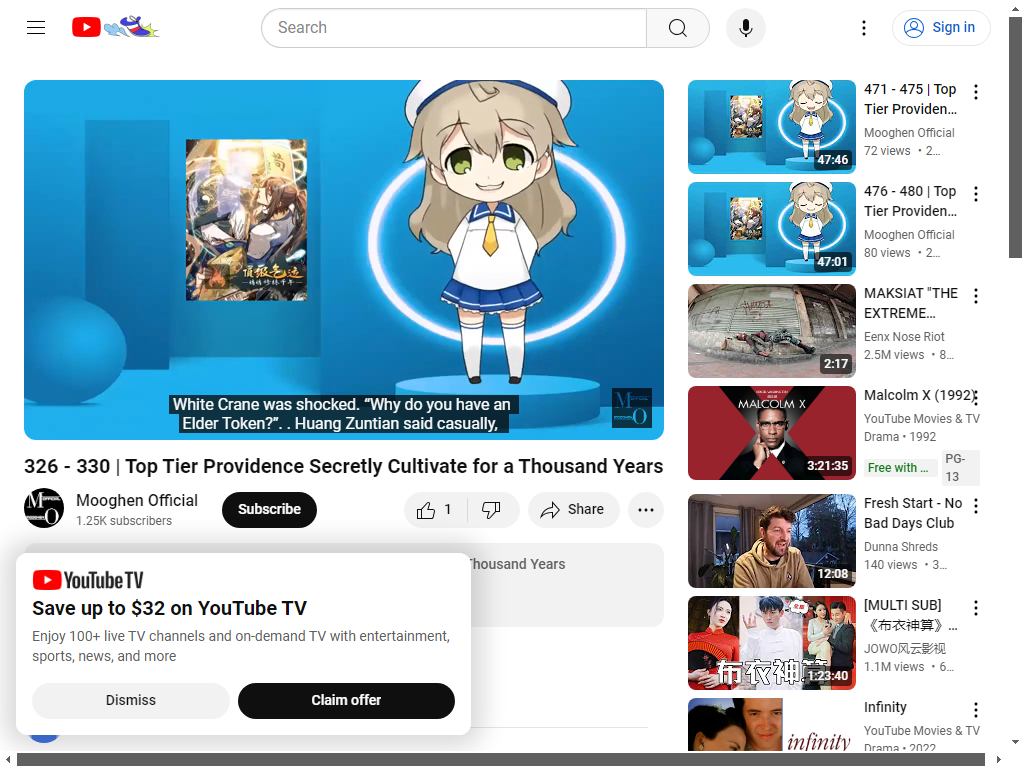 Search
Sign in
White Crane was shocked. “Why do you have an
Elder Token?”. . Huang Zuntian said casually,
326 - 330 | Top Tier Providence Secretly Cultivate for a Thousand Years
Mooghen Official
1.25K subscribers
Subscribe
1
Share
Thousand Years
YouTube TV
Save up to $32 on YouTube TV
Enjoy 100+ live TV channels and on-demand TV with entertainment,
sports, news, and more
Dismiss
Claim offer
47:46
471 - 475 | Top
Tier Providen...
Mooghen Official
72 views • 2...
47:01
476 - 480 | Top
Tier Providen...
Mooghen Official
80 views • 2...
2:17
MAKSIAT "THE
EXTREME...
Eenx Nose Riot
2.5M views • 8...
MALCOLM X
3:21:35
Malcolm X (1992)
YouTube Movies & TV
Drama • 1992
Free with ...
PG-
13
12:08
Fresh Start - No
Bad Days Club
Dunna Shreds
140 views • 3...
布衣神算
1:23:40
[MULTI SUB]
《布衣神算》...
JOWO风云影视
1.1M views • 6...
infinity
Infinity
YouTube Movies & TV
Drama • 2022